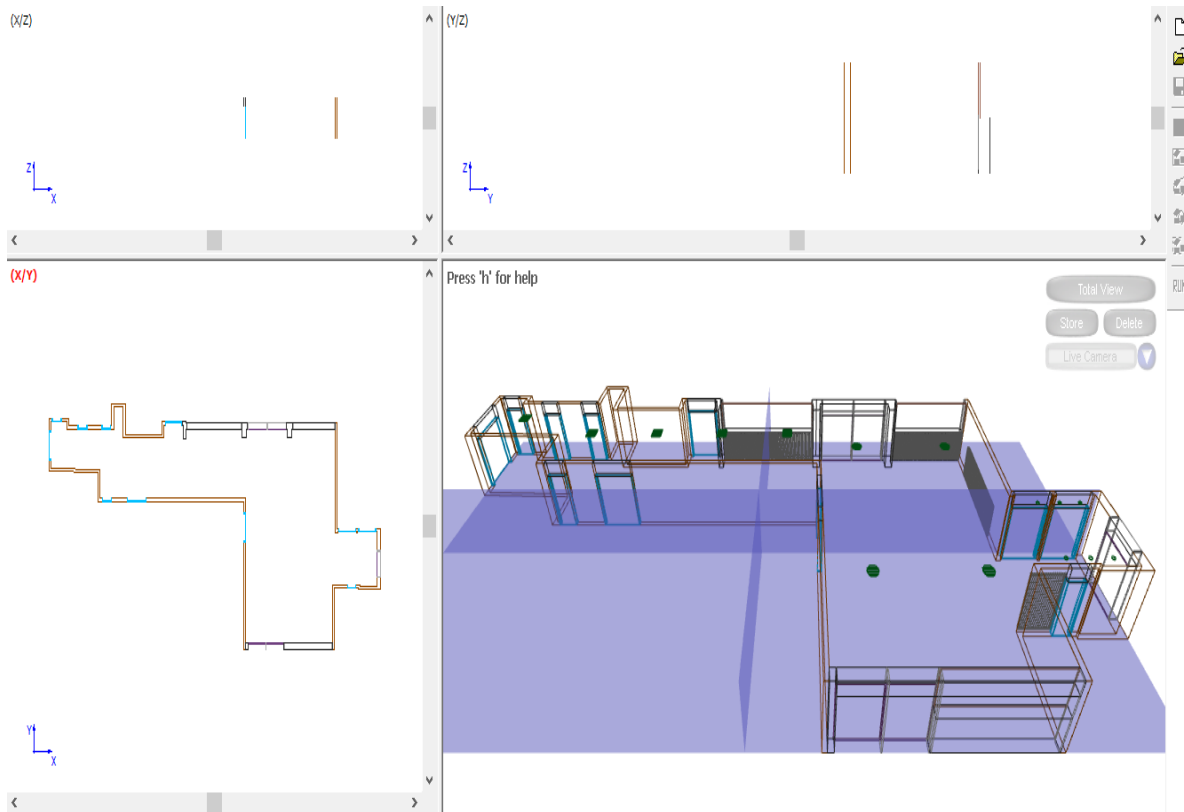 (X/Z)
Z
X
(Y/Z)
Z
Y
(X/Y)
Y
X
Press 'h' for help
Total View
Store
Delete
Live Camera